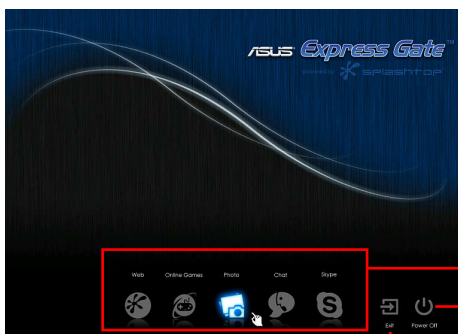 ASUS Express Gate™
powered by splashtop
Web Online Games Photo Chat Skype
Exit Power Off